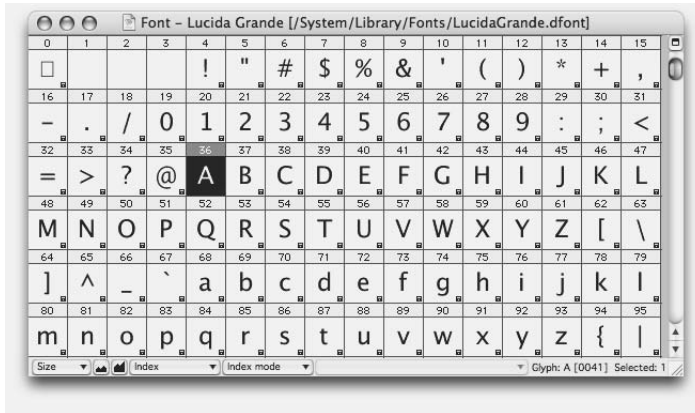 Font – Lucida Grande [/System/Library/Fonts/LucidaGrande.dfont]
0 1 2 3 4 5 6 7 8 9 10 11 12 13 14 15
! " # $ % & ' ( ) * + ,
16 17 18 19 20 21 22 23 24 25 26 27 28 29 30 31
- . / 0 1 2 3 4 5 6 7 8 9 : ; <
32 33 34 35 36 37 38 39 40 41 42 43 44 45 46 47
= > ? @ A B C D E F G H I J K L
48 49 50 51 52 53 54 55 56 57 58 59 60 61 62 63
M N O P Q R S T U V W X Y Z [ \
64 65 66 67 68 69 70 71 72 73 74 75 76 77 78 79
] ^ _ ` a b c d e f g h i j k l
80 81 82 83 84 85 86 87 88 89 90 91 92 93 94 95
m n o p q r s t u v w x y z { |
Size Index Index mode Glyph: A [0041] Selected: 1